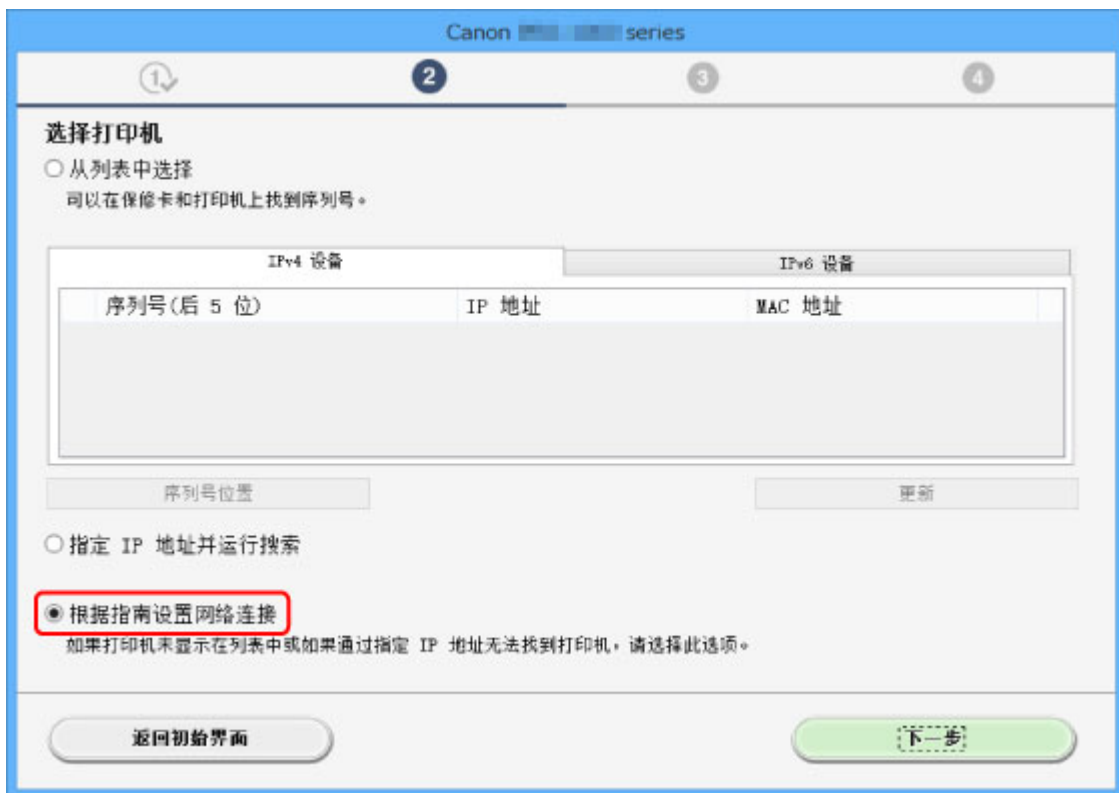 Canon series
1 2 3 4
选择打印机
从列表中选择
可以在保修卡和打印机上找到序列号。
IPv4 设备 IPv6 设备
序列号(后 5 位) IP 地址 MAC 地址
序列号位置 更新
指定 IP 地址并运行搜索
根据指南设置网络连接
如果打印机未显示在列表中或如果通过指定 IP 地址无法找到打印机，请选择此选项。
返回初始界面 下一步